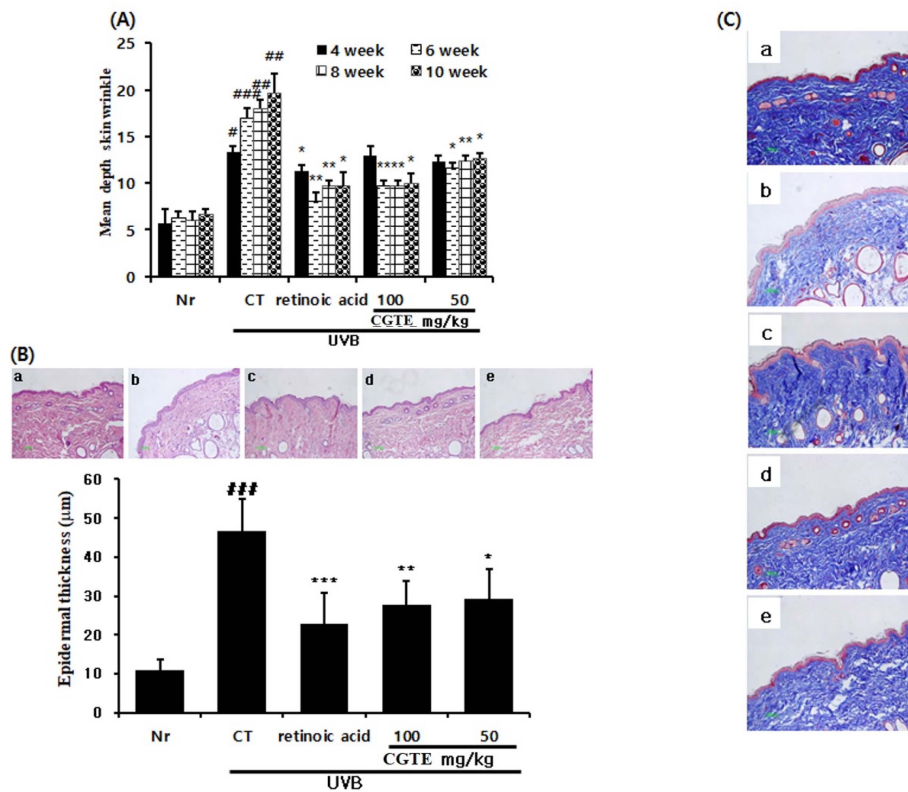 (A)
25
20
15
10
5
0
Mean depth skin wrinkle
4 week 6 week
8 week 10 week
# ### ## ##
* ** ** *
**** *
* ** *
Nr CT retinoic acid 100 50
CGTE mg/kg
UVB
(B)
a b c d e
60
50
40
30
20
10
0
Epidermal thickness (μm)
###
*** ** *
Nr CT retinoic acid 100 50
CGTE mg/kg
UVB
(C)
a
b
c
d
e